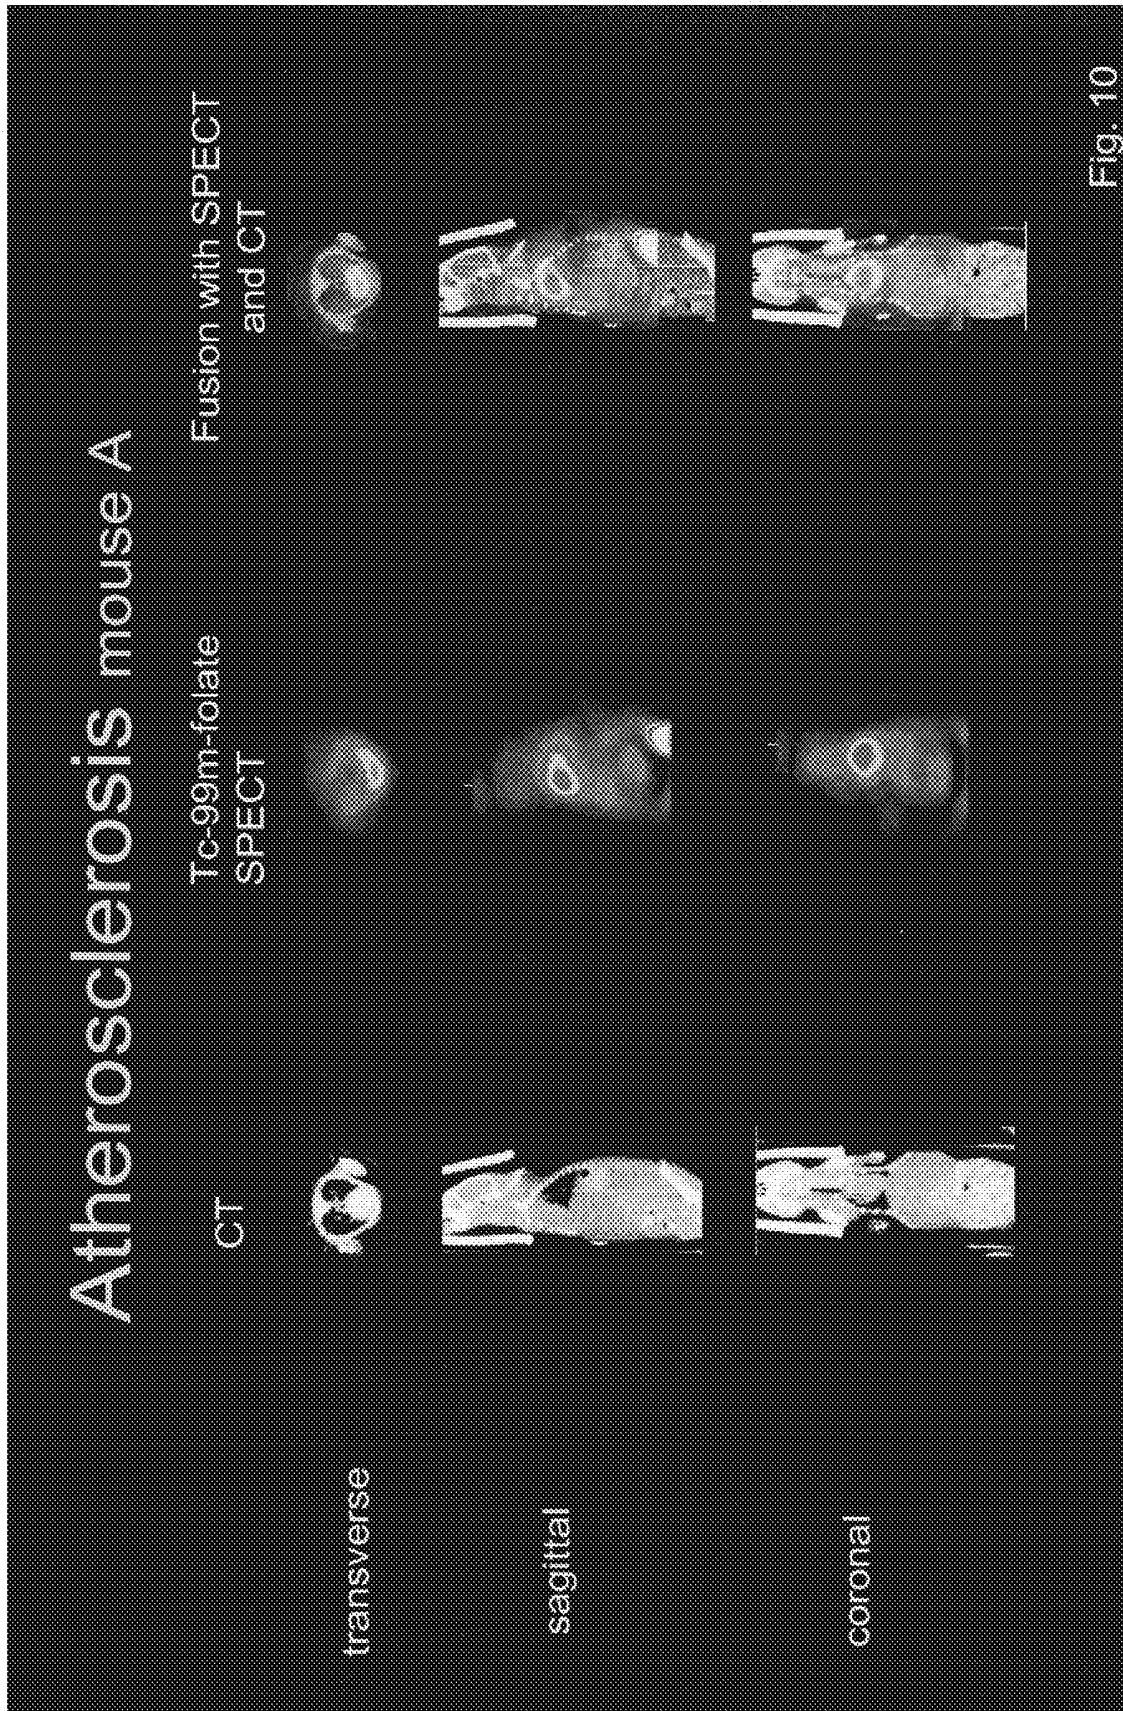 Atherosclerosis mouse A
CT
Tc-99m-folate
SPECT
Fusion with SPECT
and CT
transverse
sagittal
coronal
Fig. 10